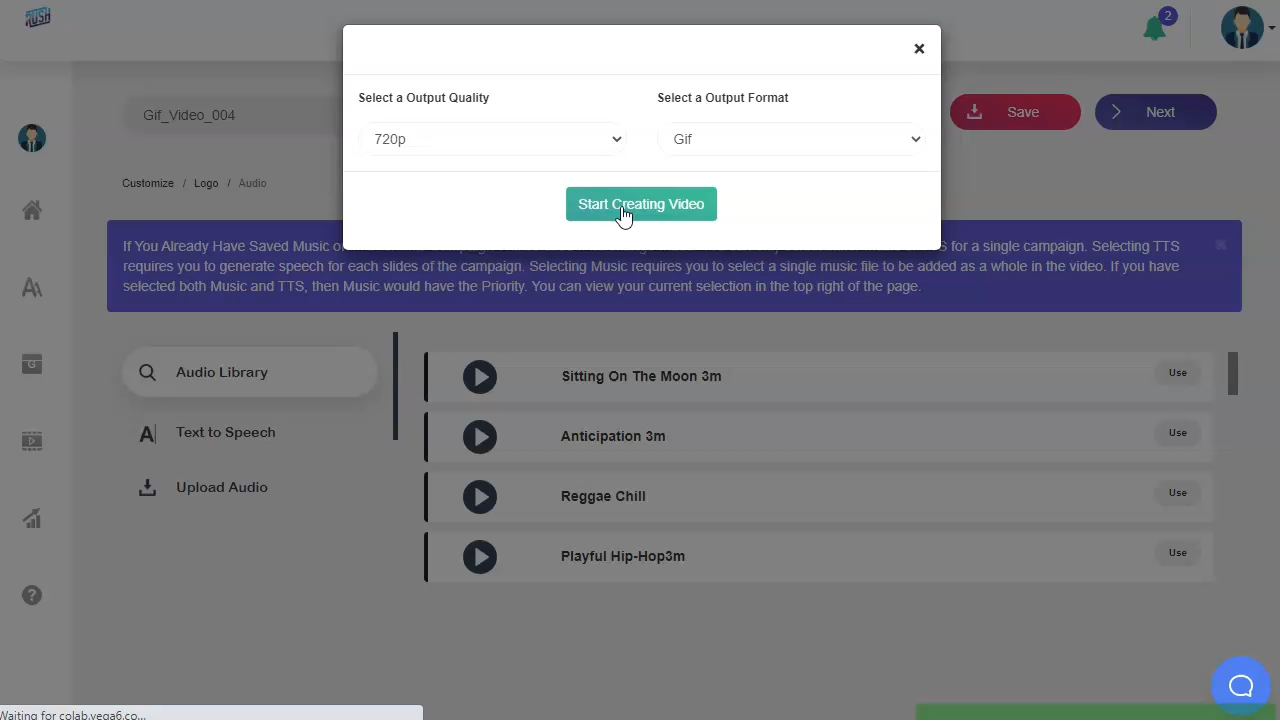 RUSH
2
Select a Output Quality
Select a Output Format
720p
Gif
Start Creating Video
Gif_Video_004
Save
Next
Customize / Logo / Audio
If You Already Have Saved Music o
S for a single campaign. Selecting TTS
requires you to generate speech for each slides of the campaign. Selecting Music requires you to select a single music file to be added as a whole in the video. If you have
selected both Music and TTS, then Music would have the Priority. You can view your current selection in the top right of the page.
Audio Library
Text to Speech
Upload Audio
Sitting On The Moon 3m
Use
Anticipation 3m
Use
Reggae Chill
Use
Playful Hip-Hop3m
Use
Waiting for colab.vega6.co...